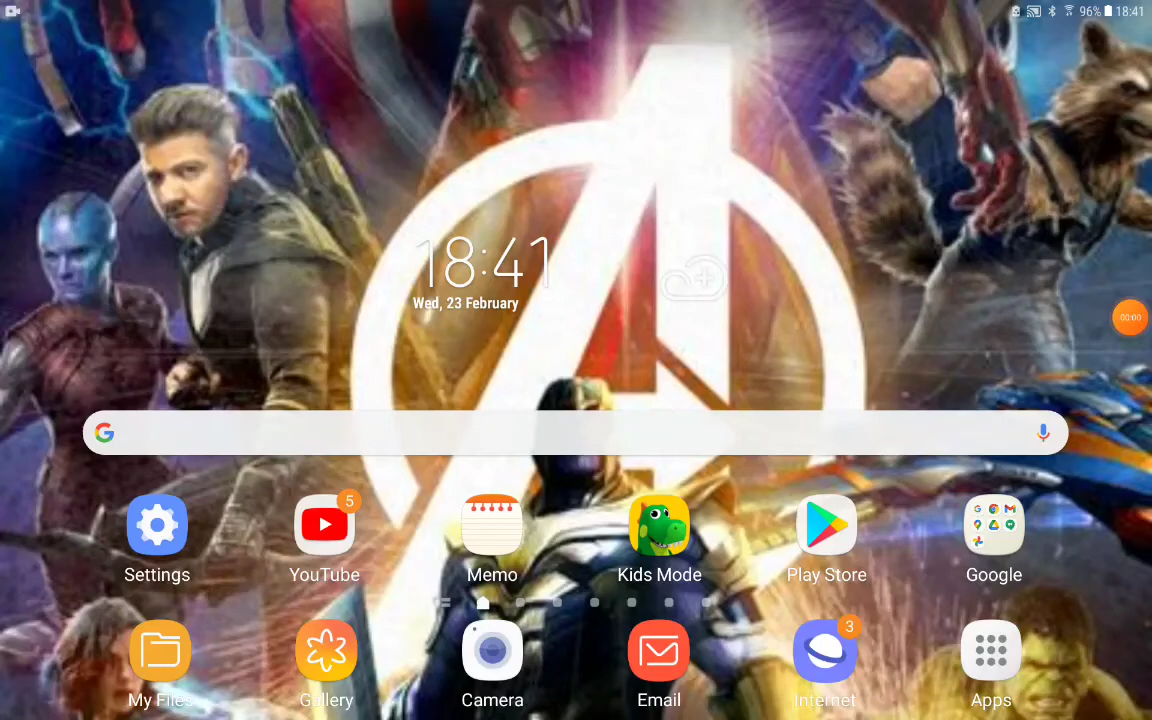 96% 18:41
18:41
Wed, 23 February
00:00
5
Settings
YouTube
Memo
Kids Mode
Play Store
Google
3
My Files
Gallery
Camera
Email
Internet
Apps